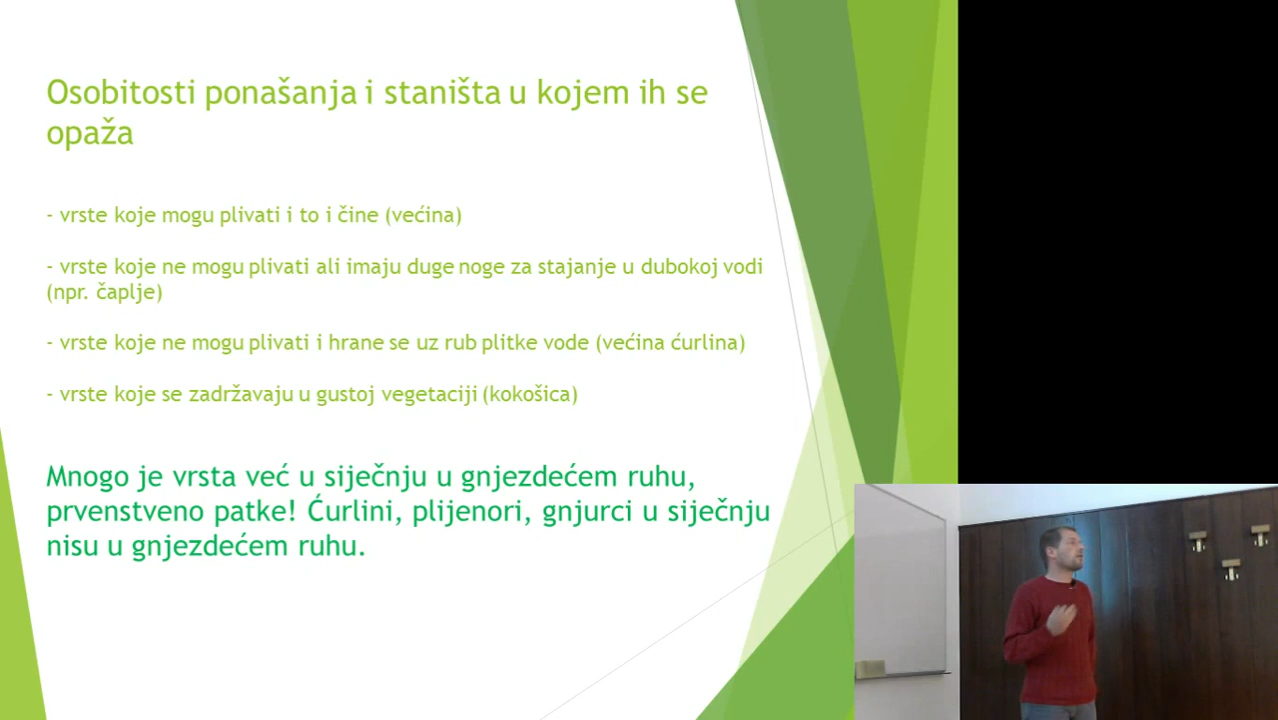 Osobitosti ponašanja i staništa u kojem ih se
opaža
- vrste koje mogu plivati i to i čine (većina)
- vrste koje ne mogu plivati ali imaju duge noge za stajanje u dubokoj vodi
(npr. čaplje)
- vrste koje ne mogu plivati i hrane se uz rub plitke vode (većina ćurlina)
- vrste koje se zadržavaju u gustoj vegetaciji (kokošica)
Mnogo je vrsta već u siječnju u gnjezdećem ruhu,
prvenstveno patke! Ćurlini, plijenori, gnjurci u siječnju
nisu u gnjezdećem ruhu.